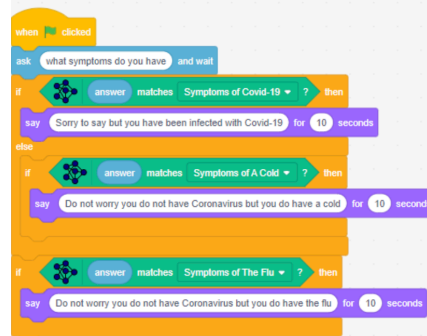 when clicked
ask what symptoms do you have and wait
if answer matches Symptoms of Covid-19 ? then
say Sorry to say but you have been infected with Covid-19 for 10 seconds
else
if answer matches Symptoms of A Cold ? then
say Do not worry you do not have Coronavirus but you do have a cold for 10 second
if answer matches Symptoms of The Flu ? then
say Do not worry you do not have Coronavirus but you do have the flu for 10 seconds